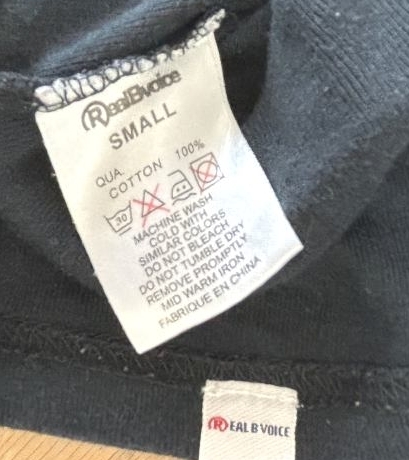 RealBvoice
SMALL
QUA.
COTTON 100%
30
MACHINE WASH
COLD WITH
SIMILAR COLORS
DO NOT BLEACH
DO NOT TUMBLE DRY
REMOVE PROMPTLY
MID WARM IRON
FABRIQUE EN CHINA
REAL B VOICE